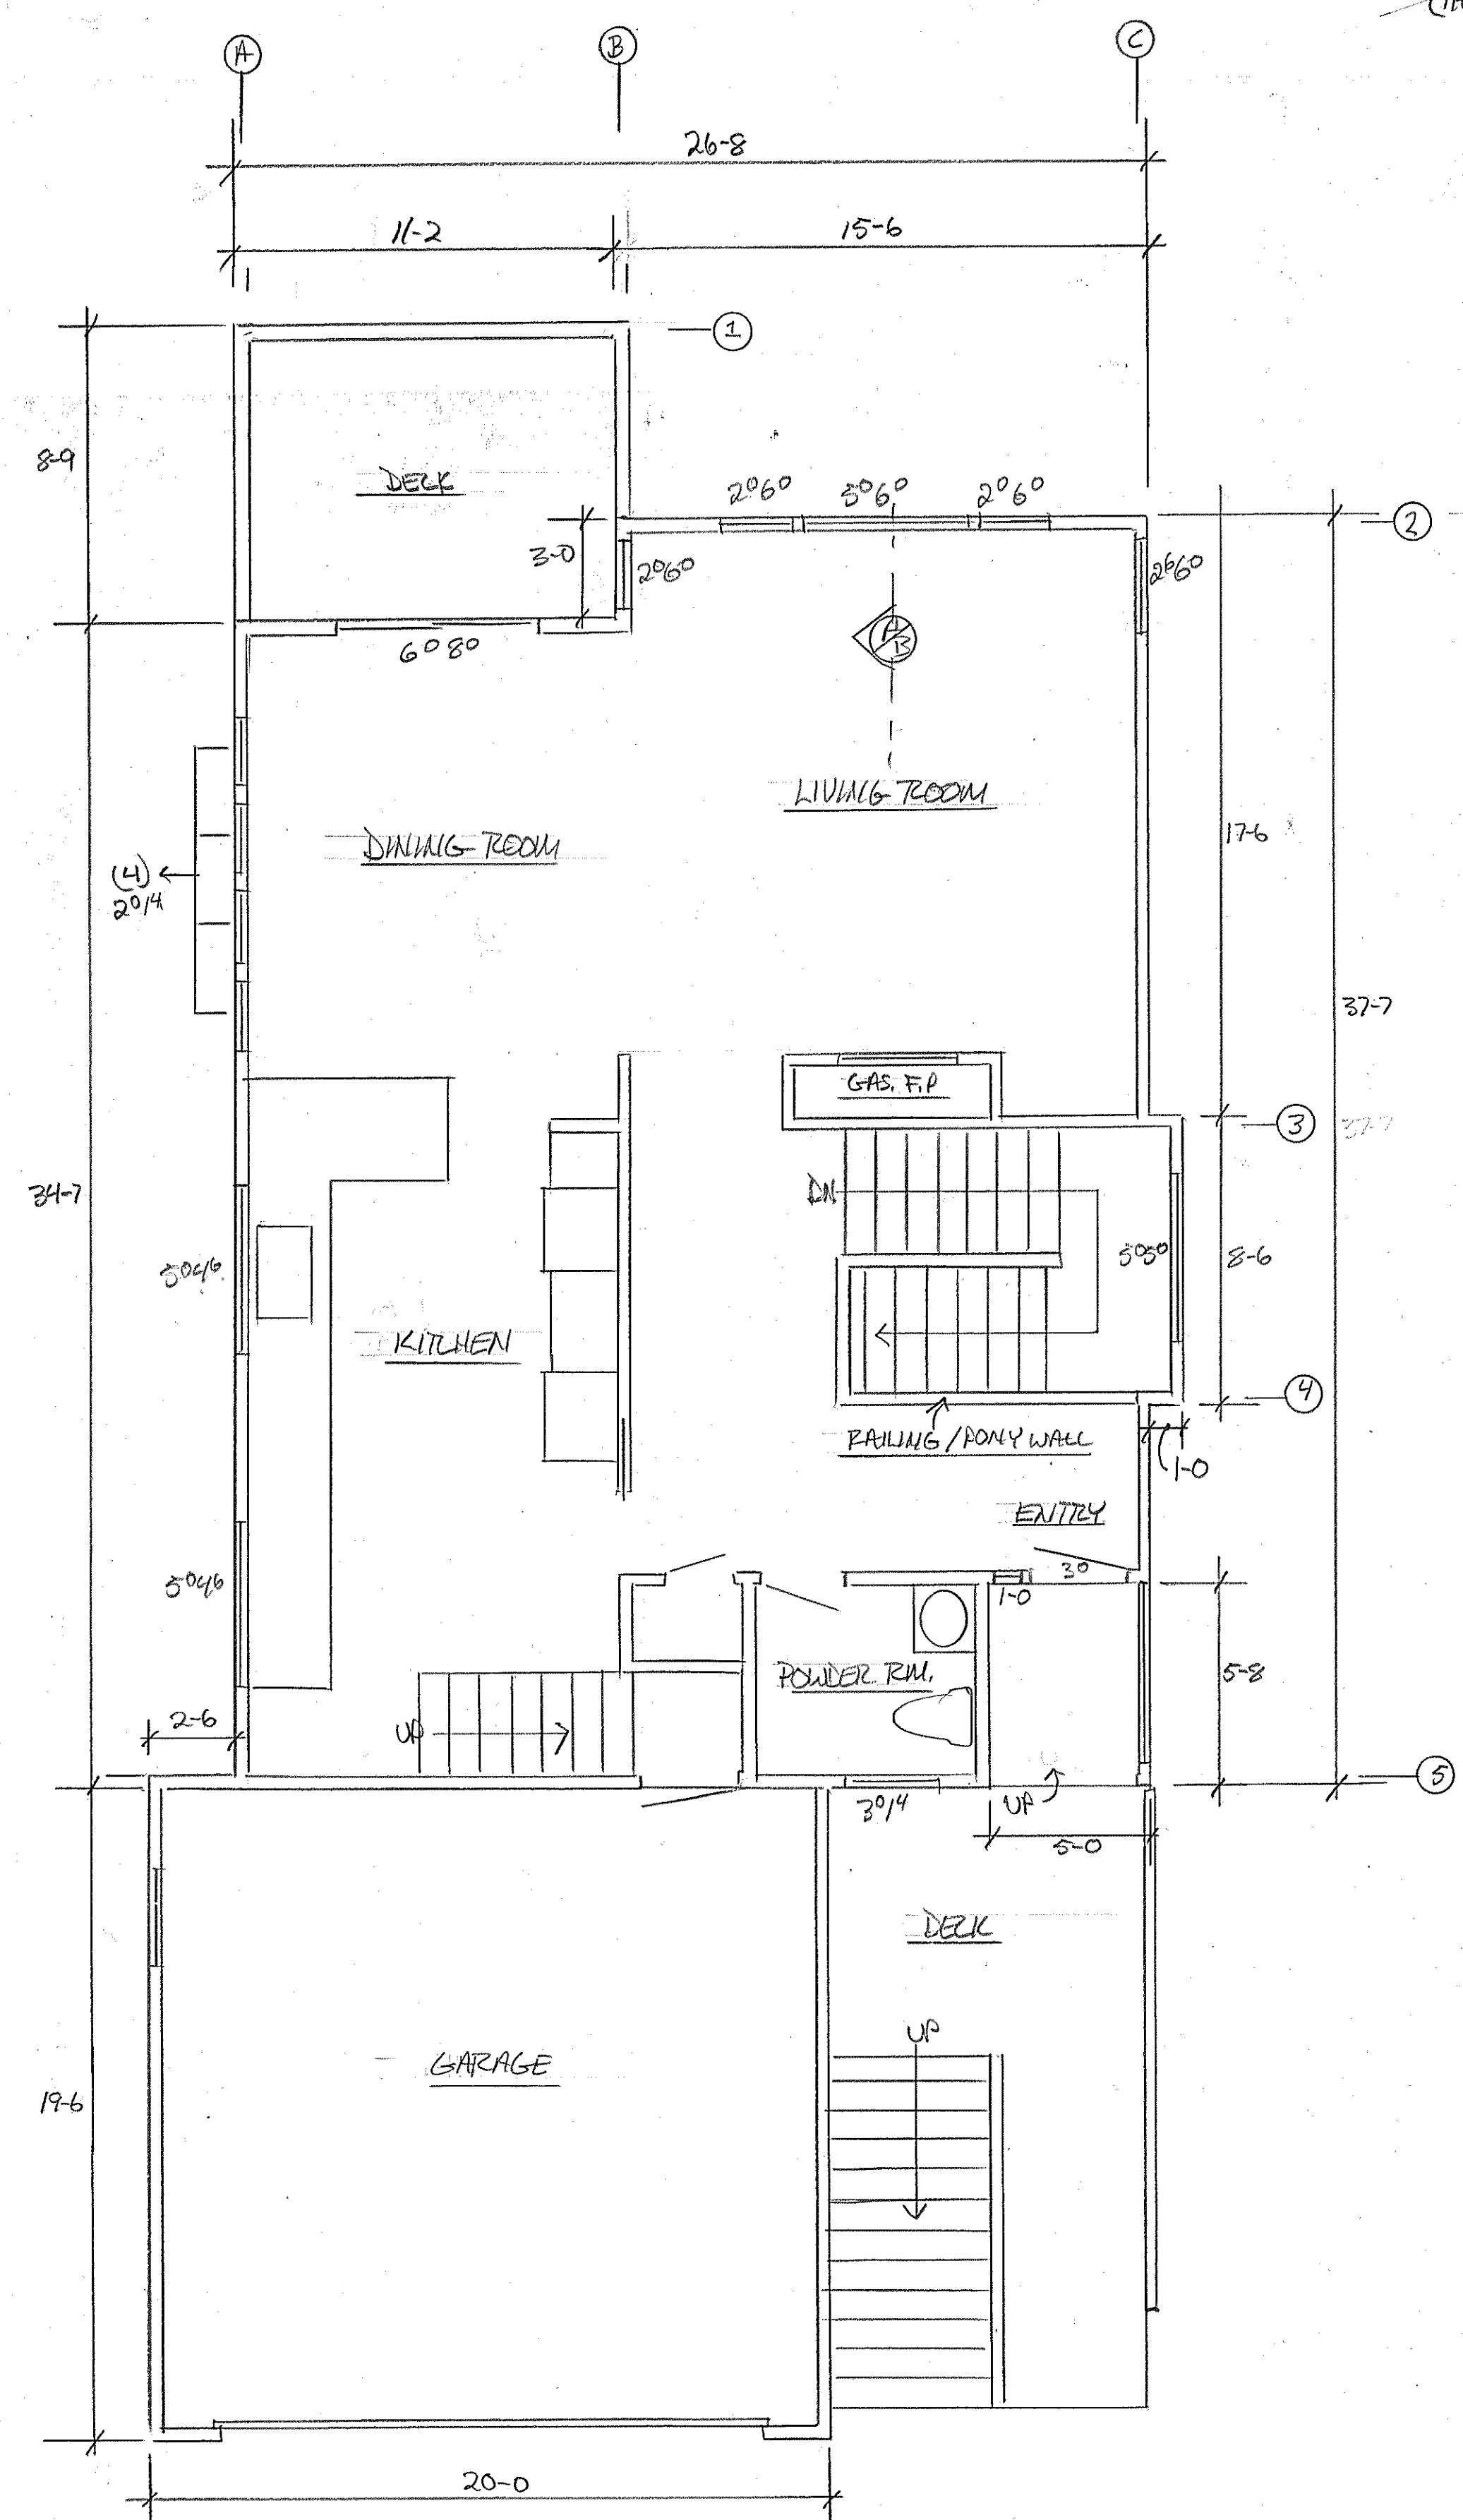 A
B
C
26-8
11-2
15-6
1
8-9
DECK
2⁰6⁰
5⁰6⁰
2⁰6⁰
2
3-0
2⁰6⁰
2⁶6⁰
6⁰8⁰
A
B
LIVING ROOM
DINING ROOM
17-6
(4)
2⁰1⁴
37-7
GAS. F.P
3
37-7
DN
34-7
5⁰4⁶
5⁰5⁰
8-6
KITCHEN
4
RAILING/PONY WALL
1-0
ENTRY
5⁰4⁶
3⁰
1-0
POWDER RM.
5-8
2-6
UP
5
3⁰1⁴
UP
5-0
DECK
UP
GARAGE
19-6
20-0